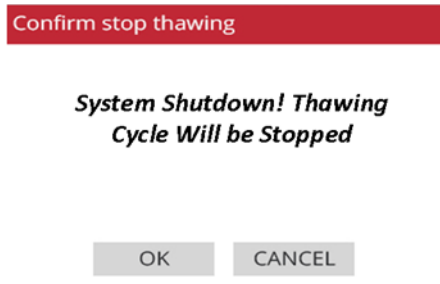 Confirm stop thawing
System Shutdown! Thawing
Cycle Will be Stopped
OK
CANCEL